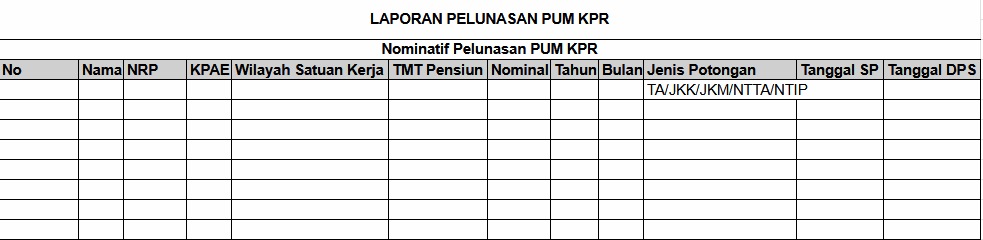 LAPORAN PELUNASAN PUM KPR
Nominatif Pelunasan PUM KPR
No Nama NRP KPAE Wilayah Satuan Kerja TMT Pensiun Nominal Tahun Bulan Jenis Potongan Tanggal SP Tanggal DPS
TA/JKK/JKM/NTTA/NTIP